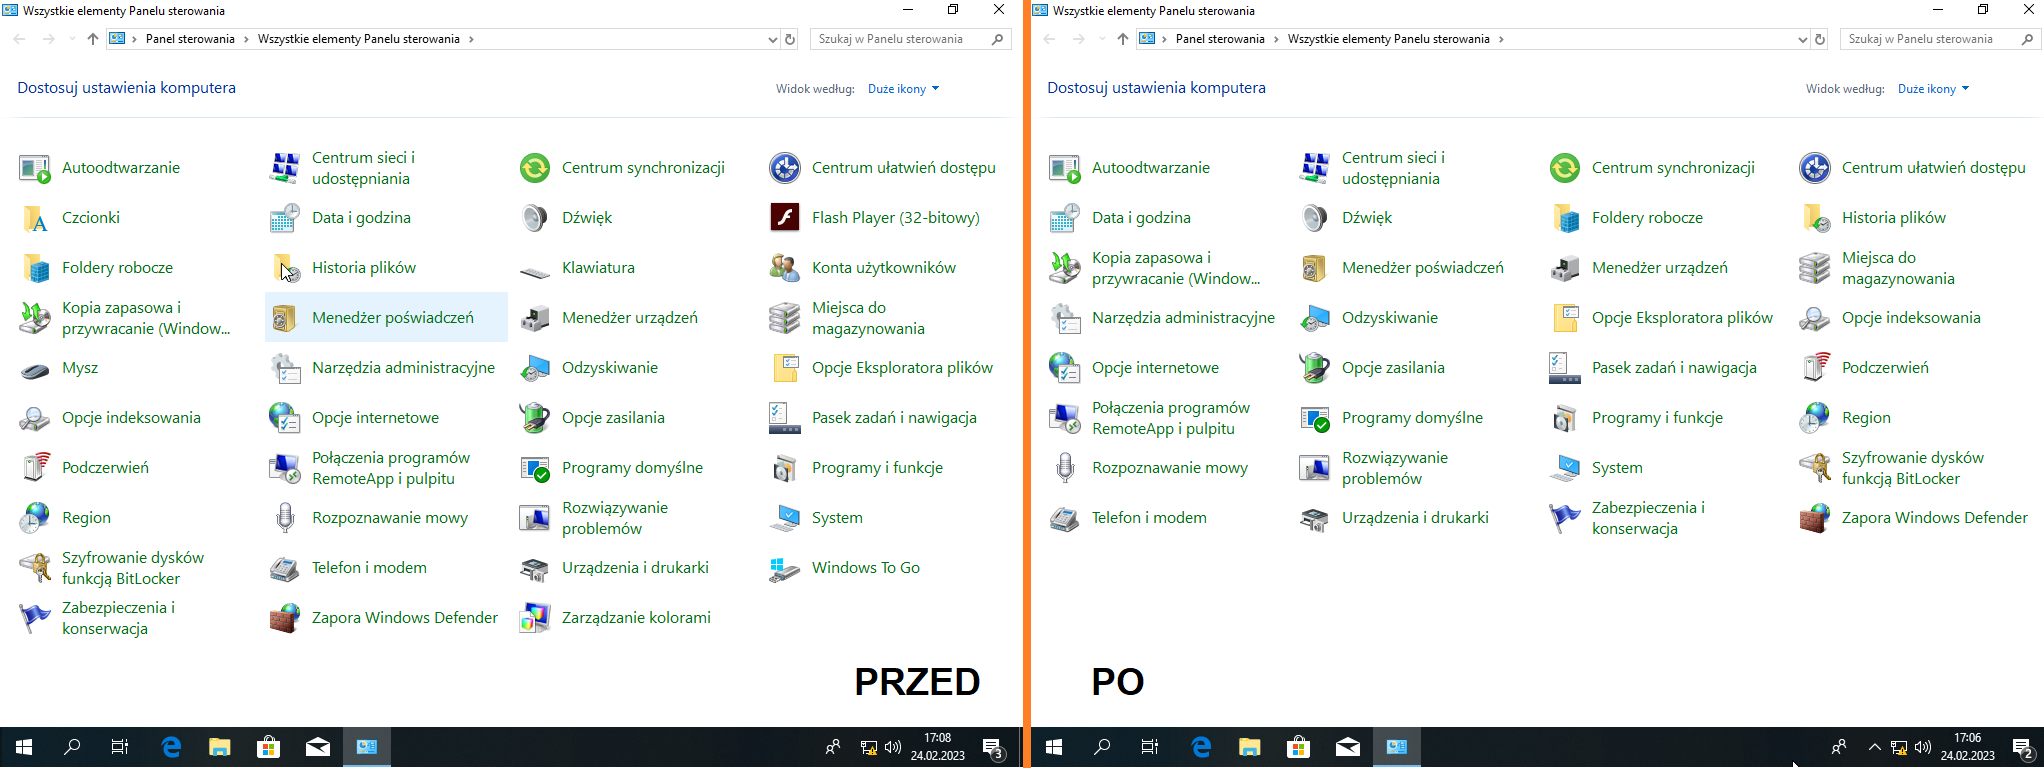 Wszystkie elementy Panelu sterowania
Panel sterowania
Wszystkie elementy Panelu sterowania
Szukaj w Panelu sterowania
Dostosuj ustawienia komputera
Widok według:
Duże ikony
Autoodtwarzanie
Centrum sieci i
udostępniania
Centrum synchronizacji
Centrum ułatwień dostępu
Czcionki
Data i godzina
Dźwięk
Flash Player (32-bitowy)
Foldery robocze
Historia plików
Klawiatura
Konta użytkowników
Kopia zapasowa i
przywracanie (Window...
Menedżer poświadczeń
Menedżer urządzeń
Miejsca do
magazynowania
Mysz
Narzędzia administracyjne
Odzyskiwanie
Opcje Eksploratora plików
Opcje indeksowania
Opcje internetowe
Opcje zasilania
Pasek zadań i nawigacja
Podczerwień
Połączenia programów
RemoteApp i pulpitu
Programy domyślne
Programy i funkcje
Region
Rozpoznawanie mowy
Rozwiązywanie
problemów
System
Szyfrowanie dysków
funkcją BitLocker
Telefon i modem
Urządzenia i drukarki
Windows To Go
Zabezpieczenia i
konserwacja
Zapora Windows Defender
Zarządzanie kolorami
PRZED
17:08
24.02.2023
3
Wszystkie elementy Panelu sterowania
Panel sterowania
Wszystkie elementy Panelu sterowania
Szukaj w Panelu sterowania
Dostosuj ustawienia komputera
Widok według:
Duże ikony
Autoodtwarzanie
Centrum sieci i
udostępniania
Centrum synchronizacji
Centrum ułatwień dostępu
Data i godzina
Dźwięk
Foldery robocze
Historia plików
Kopia zapasowa i
przywracanie (Window...
Menedżer poświadczeń
Menedżer urządzeń
Miejsca do
magazynowania
Narzędzia administracyjne
Odzyskiwanie
Opcje Eksploratora plików
Opcje indeksowania
Opcje internetowe
Opcje zasilania
Pasek zadań i nawigacja
Podczerwień
Połączenia programów
RemoteApp i pulpitu
Programy domyślne
Programy i funkcje
Region
Rozpoznawanie mowy
Rozwiązywanie
problemów
System
Szyfrowanie dysków
funkcją BitLocker
Telefon i modem
Urządzenia i drukarki
Zabezpieczenia i
konserwacja
Zapora Windows Defender
PO
17:06
24.02.2023
2